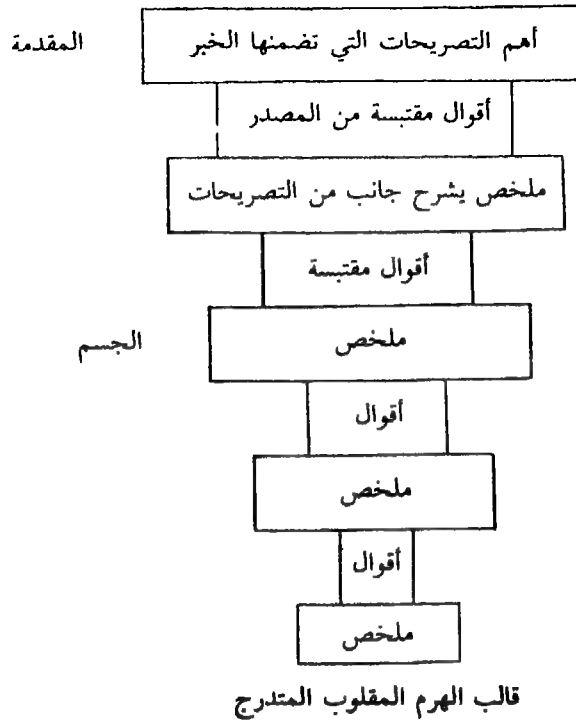 المقدمة
أهم التصريحات التي تضمنها الخبر
أقوال مقتبسة من المصدر
ملخص يشرح جانب من التصريحات
أقوال مقتبسة
الجسم
ملخص
أقوال
ملخص
أقوال
ملخص
قالب الهرم المقلوب المتدرج